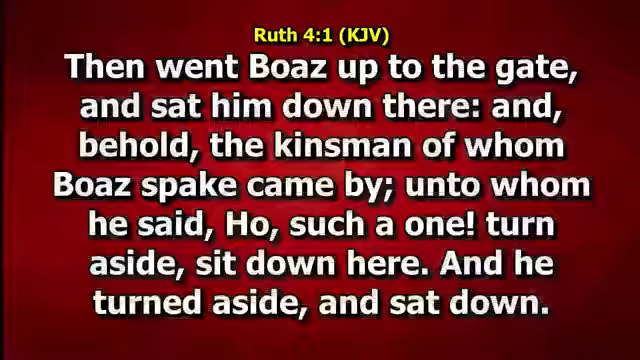 Ruth 4:1 (KJV)
Then went Boaz up to the gate,
and sat him down there: and,
behold, the kinsman of whom
Boaz spake came by; unto whom
he said, Ho, such a one! turn
aside, sit down here. And he
turned aside, and sat down.